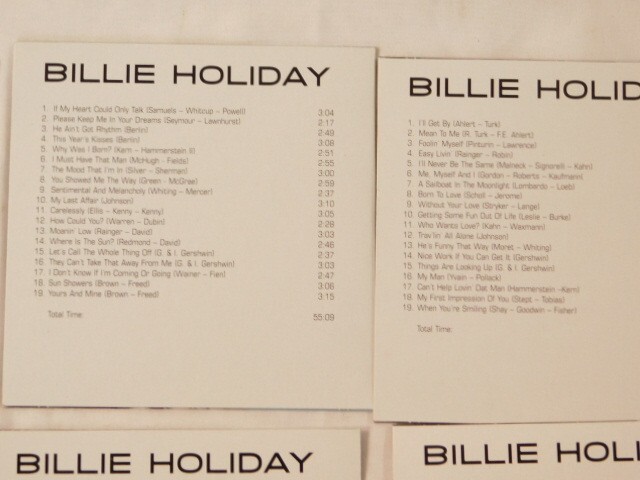 BILLIE HOLIDAY
1. If My Heart Could Only Talk (Samuels – Whitcup – Powell) 3:04
2. Please Keep Me In Your Dreams (Seymour – Lawnhurst) 2:17
3. He Ain't Got Rhythm (Berlin) 2:49
4. This Year's Kisses (Berlin) 3:08
5. Why Was I Born? (Kern – Hammerstein II) 2:51
6. I Must Have That Man (McHugh - Fields) 2:55
7. The Mood That I'm In (Silver – Sherman) 3:00
8. You Showed Me The Way (Green - McGrae) 2:59
9. Sentimental And Melancholy (Whiting – Mercer) 2:37
10. My Last Affair (Johnson) 3:10
11. Carelessly (Ellis – Kenny – Kenny) 3:05
12. How Could You? (Warren – Dubin) 2:28
13. Moanin' Low (Rainger – David) 3:03
14. Where Is The Sun? (Redmond – David) 2:46
15. Let's Call The Whole Thing Off (G. & I. Gershwin) 2:37
16. They Can't Take That Away From Me (G. & I. Gershwin) 3:03
17. I Don't Know If I'm Coming Or Going (Wainer – Fien) 2:47
18. Sun Showers (Brown – Freed) 3:06
19. Yours And Mine (Brown – Freed) 3:15
Total Time: 55:09
BILLIE HOLIDA
1. I'll Get By (Ahlert – Turk)
2. Mean To Me (R. Turk – F.E. Ahlert)
3. Foolin' Myself (Pinturin – Lawrence)
4. Easy Livin' (Rainger – Robin)
5. I'll Never Be The Same (Malneck – Signorelli – Kahn)
6. Me, Myself And I (Gordon – Roberts – Kaufmann)
7. A Sailboat In The Moonlight (Lombardo – Loeb)
8. Born To Love (Scholl – Jerome)
9. Without Your Love (Stryker – Lange)
10. Getting Some Fun Out Of Life (Leslie – Burke)
11. Who Wants Love? (Kahn – Waxmann)
12. Trav'lin' All Alone (Johnson)
13. He's Funny That Way (Moret – Whiting)
14. Nice Work If You Can Get It (Gershwin)
15. Things Are Looking Up (G. & I. Gershwin)
16. My Man (Yvain – Pollack)
17. Can't Help Lovin' Dat Man (Hammerstein -Kern)
18. My First Impression Of You (Stept – Tobias)
19. When You're Smiling (Shay – Goodwin – Fisher)
Total Time:
BILLIE HOLIDAY
BILLIE HOLI